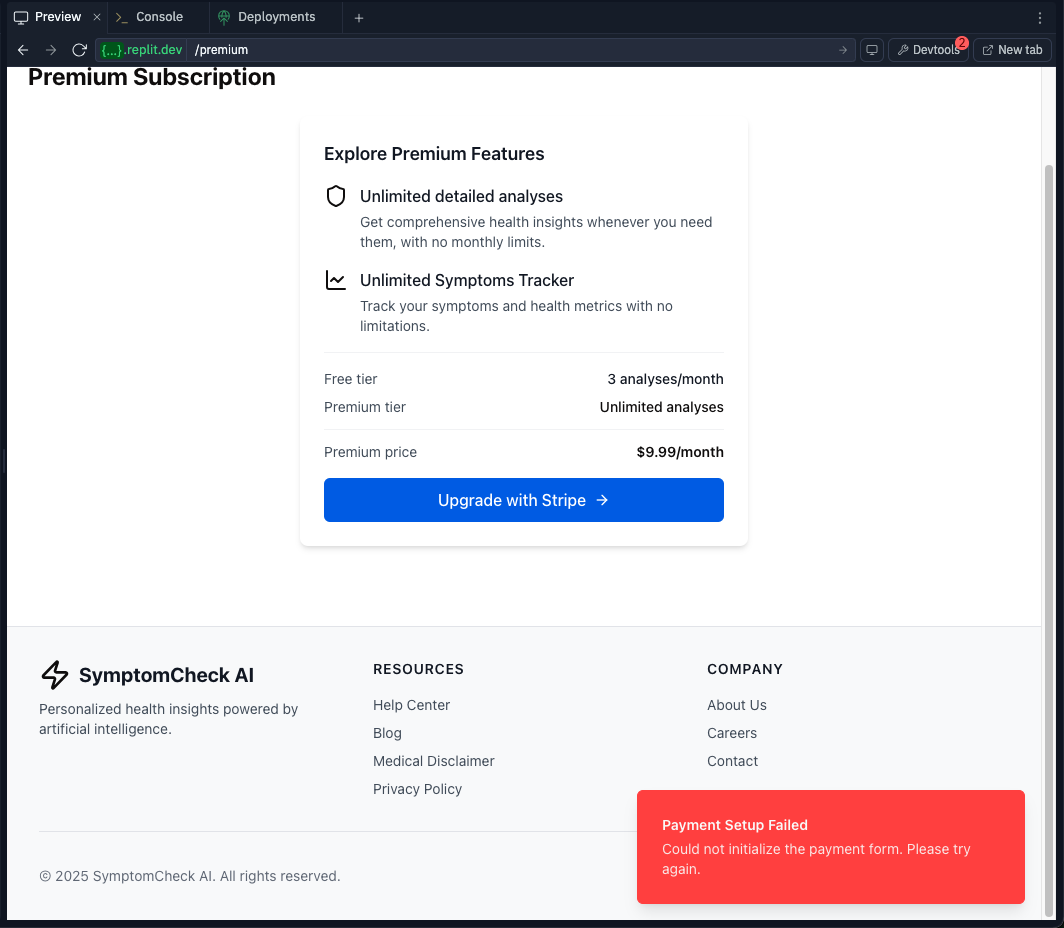 Preview
Console
Deployments
{...}.replit.dev /premium
Devtools 2
New tab
Premium Subscription
Explore Premium Features
Unlimited detailed analyses
Get comprehensive health insights whenever you need
them, with no monthly limits.
Unlimited Symptoms Tracker
Track your symptoms and health metrics with no
limitations.
Free tier 3 analyses/month
Premium tier Unlimited analyses
Premium price $9.99/month
Upgrade with Stripe →
SymptomCheck AI
Personalized health insights powered by
artificial intelligence.
RESOURCES
Help Center
Blog
Medical Disclaimer
Privacy Policy
COMPANY
About Us
Careers
Contact
© 2025 SymptomCheck AI. All rights reserved.
Payment Setup Failed
Could not initialize the payment form. Please try
again.